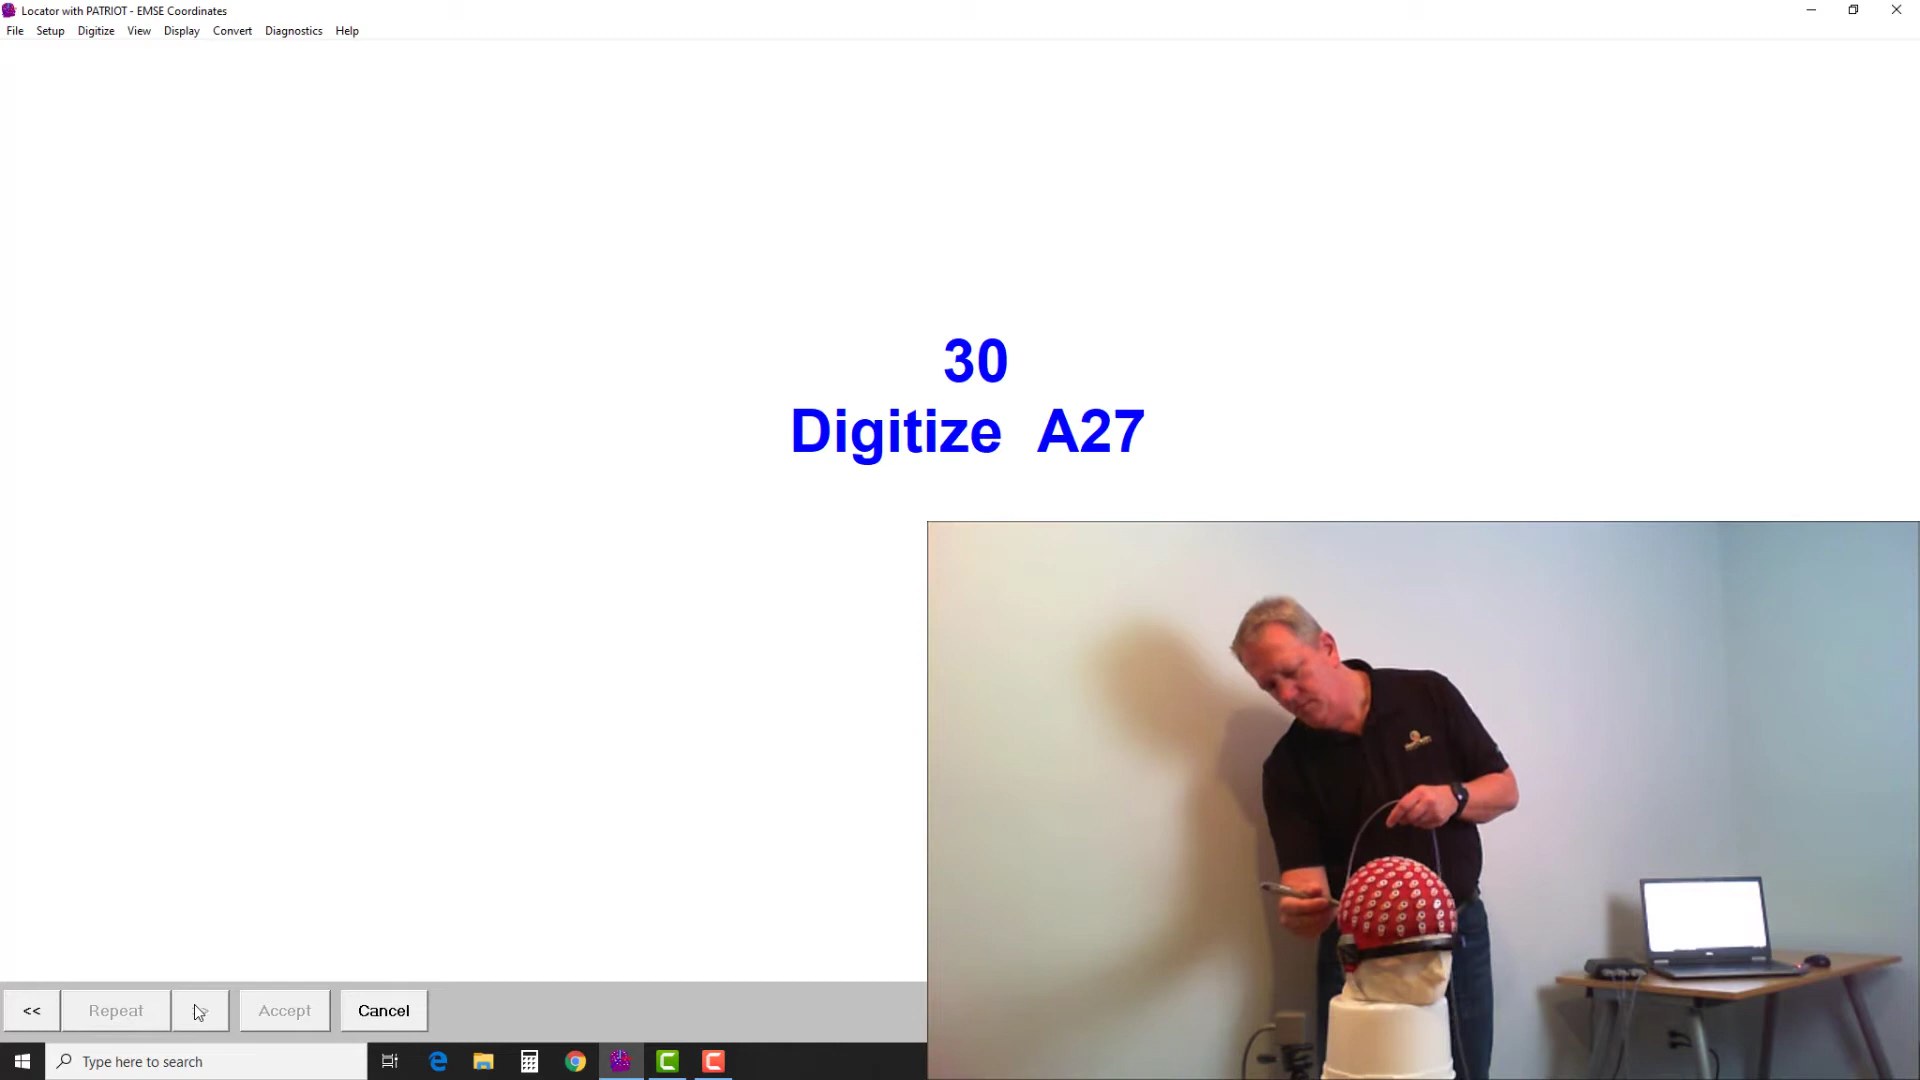 Locator with PATRIOT - EMSE Coordinates
File Setup Digitize View Display Convert Diagnostics Help
30
Digitize A27
<< Repeat Accept Cancel
Type here to search